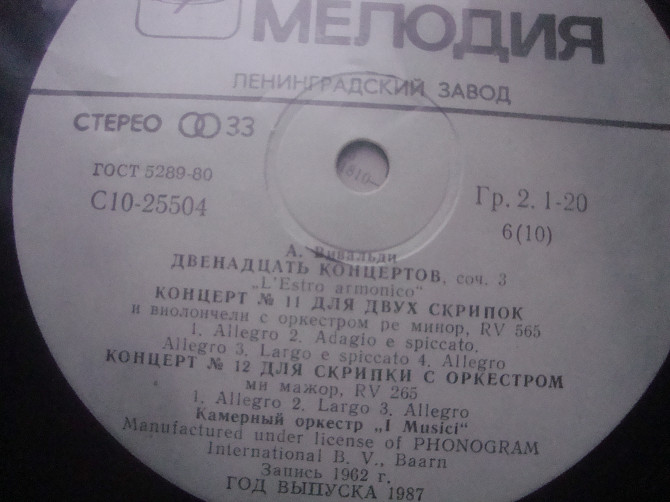 МЕЛОДИЯ
ЛЕНИНГРАДСКИЙ ЗАВОД
СТЕРЕО 33
ГОСТ 5289-80
С10-25504
Гр. 2. 1-20
6(10)
А. Вивальди
ДВЕНАДЦАТЬ КОНЦЕРТОВ, соч. 3
„L'Estro armonico"
КОНЦЕРТ № 11 ДЛЯ ДВУХ СКРИПОК
и виолончели с оркестром ре минор, RV 565
1. Allegro 2. Adagio e spiccato.
Allegro 3. Largo e spiccato 4. Allegro
КОНЦЕРТ № 12 ДЛЯ СКРИПКИ С ОРКЕСТРОМ
ми мажор, RV 265
1. Allegro 2. Largo 3. Allegro
Камерный оркестр „I Musici"
Manufactured under license of PHONOGRAM
International B. V., Baarn
Запись 1962 г.
ГОД ВЫПУСКА 1987